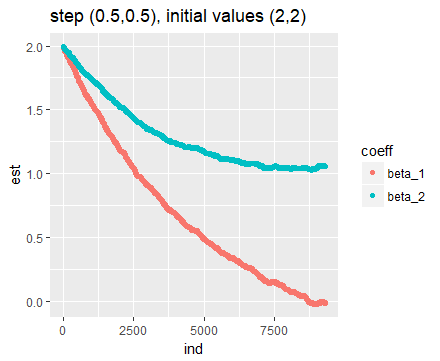 step (0.5,0.5), initial values (2,2)
2.0
1.5
1.0
0.5
0.0
est
0
2500
5000
7500
ind
coeff
beta_1
beta_2